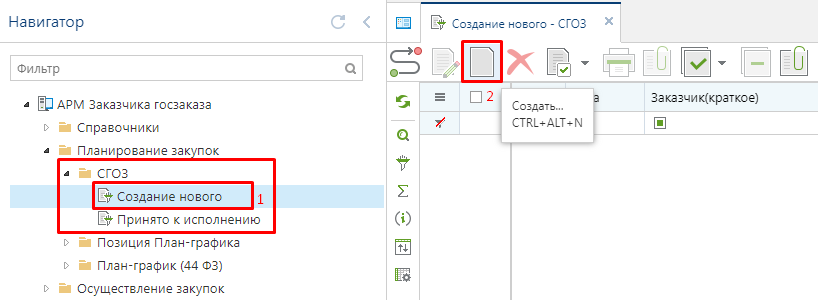 Навигатор
Фильтр
АРМ Заказчика госзаказа
Справочники
Планирование закупок
СГОЗ
Создание нового
1
Принято к исполнению
Позиция План-графика
План-график (44 ФЗ)
Осуществление закупок
Создание нового - СГОЗ
2
Заказчик(краткое)
Создать...
CTRL+ALT+N